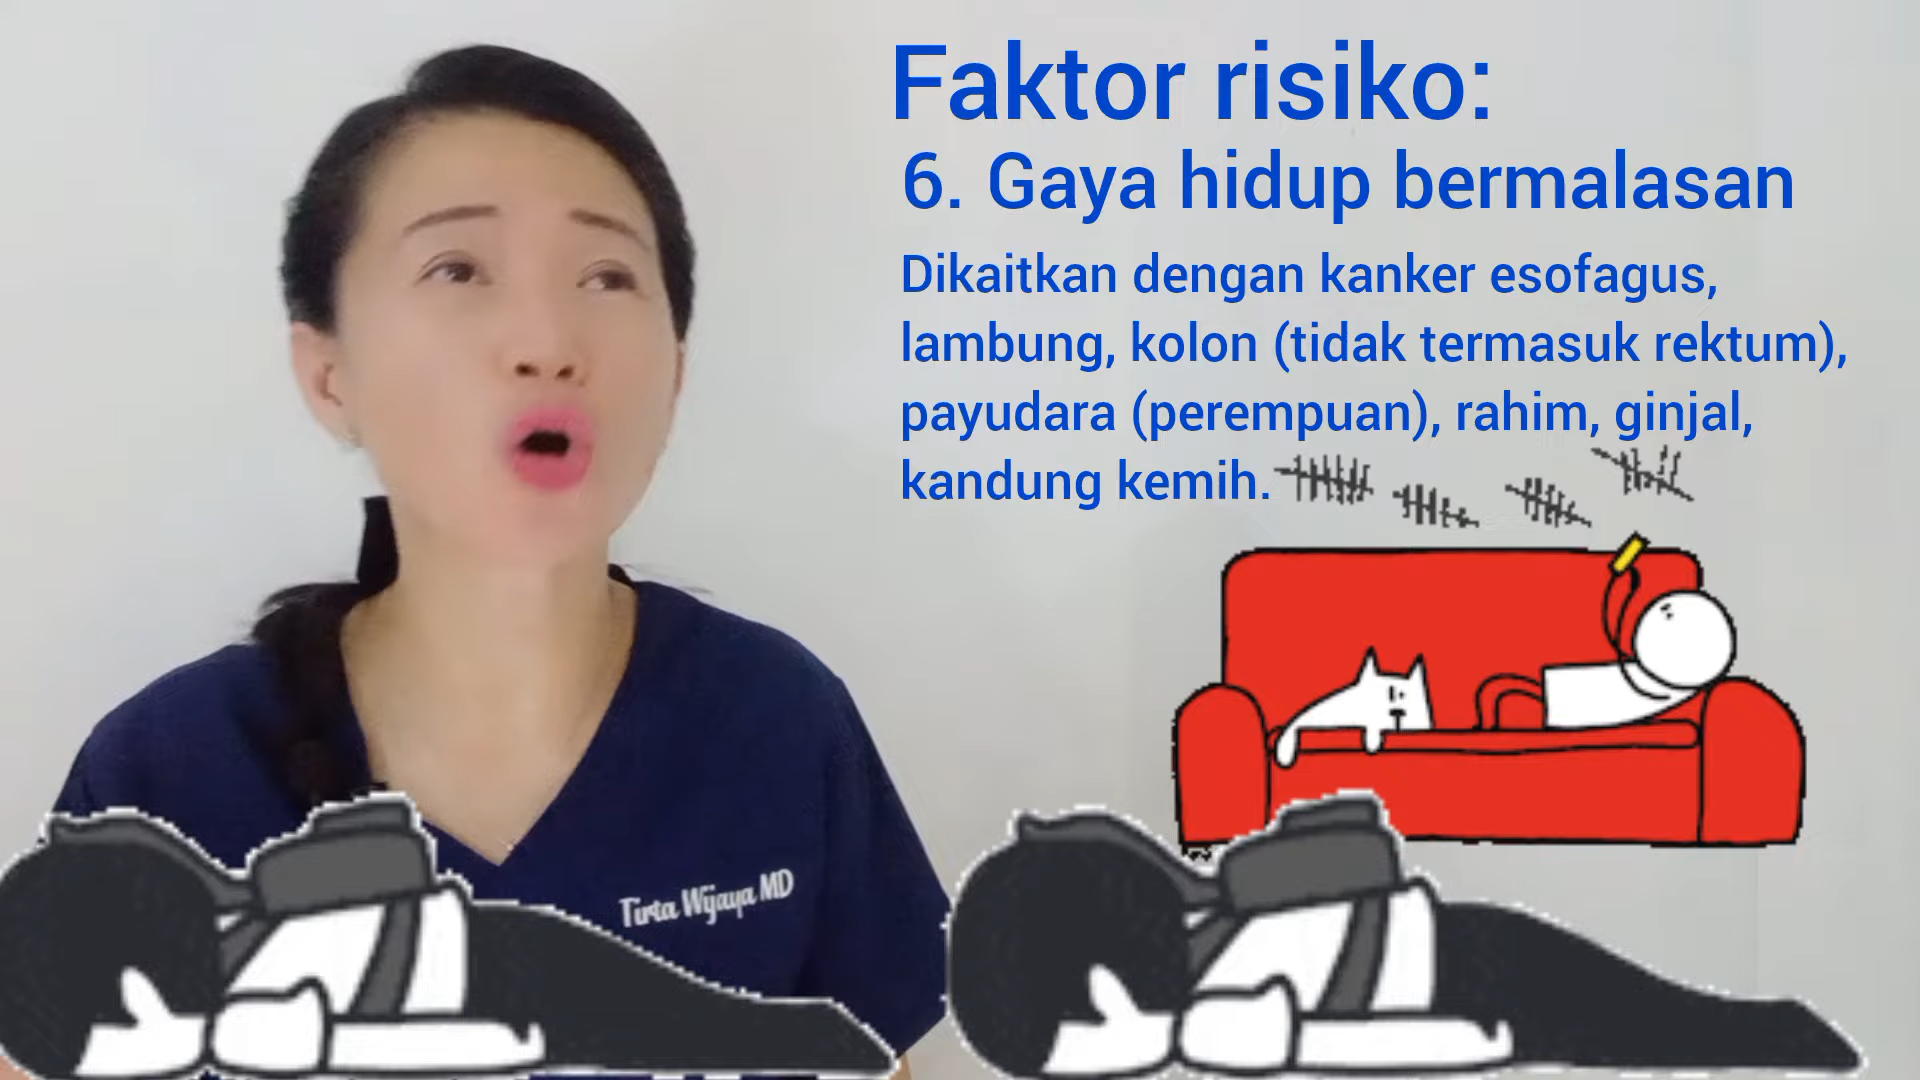 Faktor risiko:
6. Gaya hidup bermalasan
Dikaitkan dengan kanker esofagus,
lambung, kolon (tidak termasuk rektum),
payudara (perempuan), rahim, ginjal,
kandung kemih.
Tirta Wijaya MD